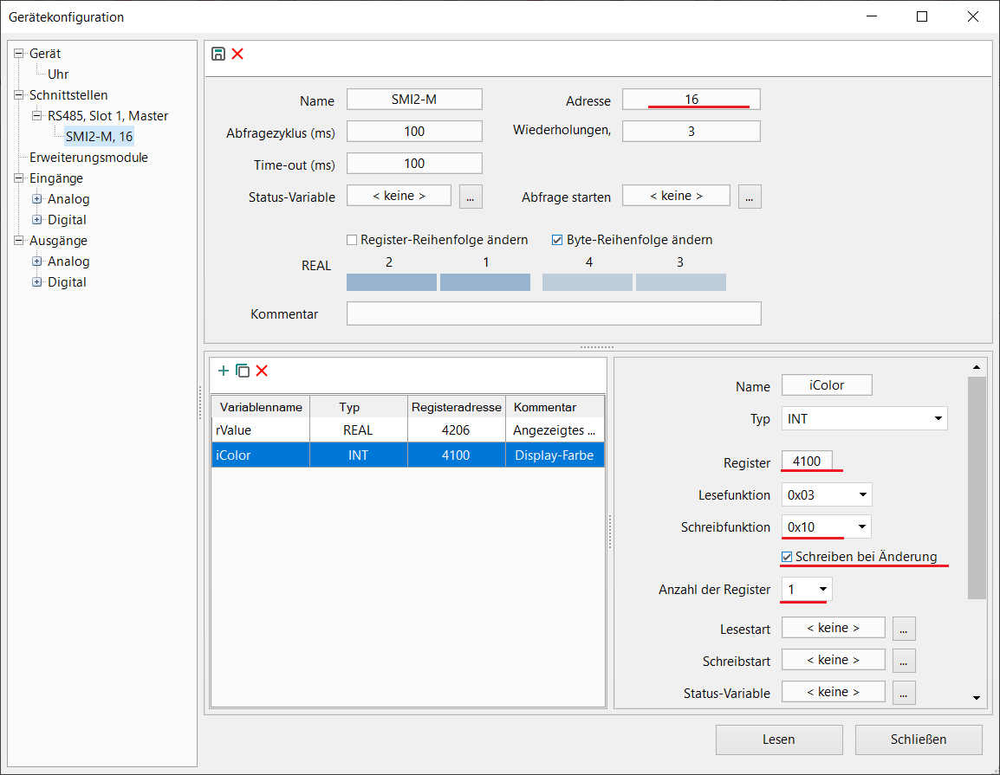 Gerätekonfiguration
Gerät
Uhr
Schnittstellen
RS485, Slot 1, Master
SMI2-M, 16
Erweiterungsmodule
Eingänge
Analog
Digital
Ausgänge
Analog
Digital
Name SMI2-M Adresse 16
Abfragezyklus (ms) 100 Wiederholungen, 3
Time-out (ms) 100
Status-Variable < keine > ... Abfrage starten < keine > ...
Register-Reihenfolge ändern Byte-Reihenfolge ändern
REAL 2 1 4 3
Kommentar
Variablenname Typ Registeradresse Kommentar
rValue REAL 4206 Angezeigtes ...
iColor INT 4100 Display-Farbe
Name iColor
Typ INT
Register 4100
Lesefunktion 0x03
Schreibfunktion 0x10
Schreiben bei Änderung
Anzahl der Register 1
Lesestart < keine > ...
Schreibstart < keine > ...
Status-Variable < keine > ...
Lesen Schließen